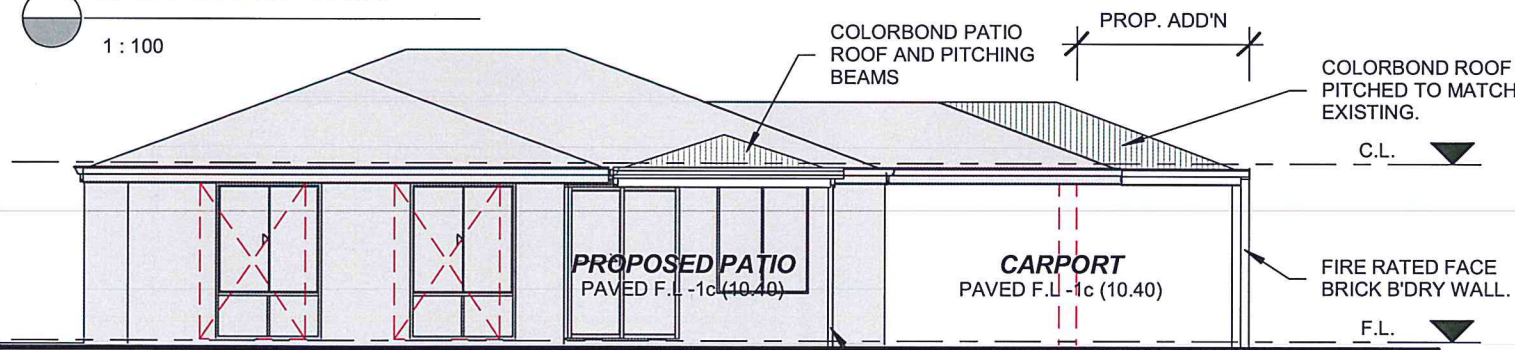 1 : 100
COLORBOND PATIO
ROOF AND PITCHING
BEAMS
PROP. ADD'N
COLORBOND ROOF
PITCHED TO MATCH
EXISTING.
C.L.
PROPOSED PATIO
PAVED F.L -1c (10.40)
CARPORT
PAVED F.L -1c (10.40)
FIRE RATED FACE
BRICK B'DRY WALL.
F.L.